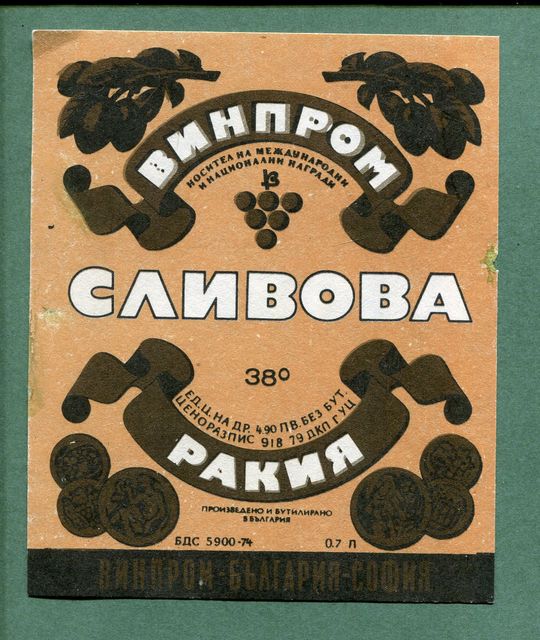 ВИНПРОМ
НОСИТЕЛ НА МЕЖДУНАРОДНИ
И НАЦИОНАЛНИ НАГРАДИ
СЛИВОВА
38°
ЕД.Ц. НА ДР. 4.90 ЛВ. БЕЗ БУТ.
ЦЕНОРАЗПИС 918 79 ДКП Г УЦ
РАКИЯ
ПРОИЗВЕДЕНО И БУТИЛИРАНО
В БЪЛГАРИЯ
БДС 5900-74 0.7 Л
ВИНПРОМ-БЪЛГАРИЯ-СОФИЯ